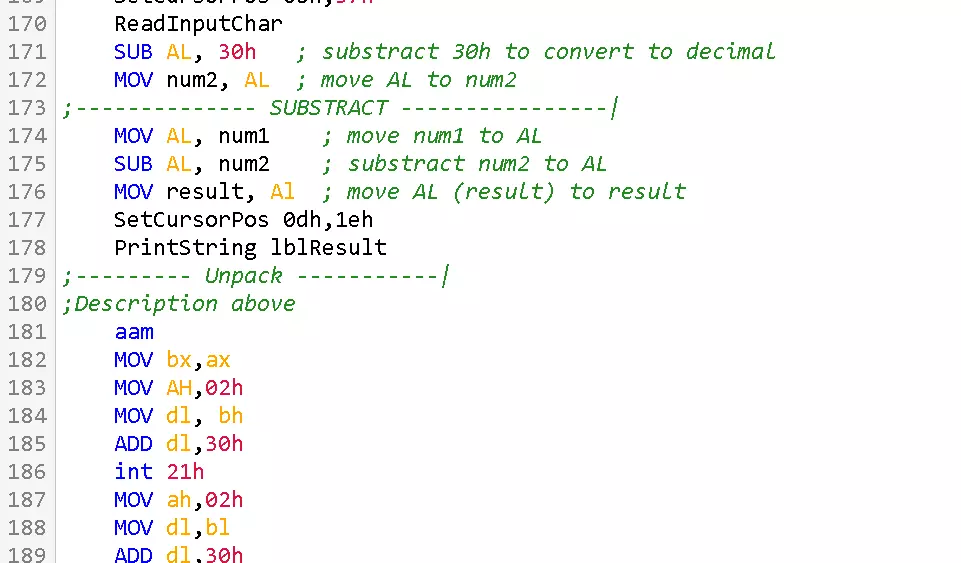 170 ReadInputChar
171 SUB AL, 30h ; substract 30h to convert to decimal
172 MOV num2, AL ; move AL to num2
173 ;-------------- SUBSTRACT ----------------|
174 MOV AL, num1 ; move num1 to AL
175 SUB AL, num2 ; substract num2 to AL
176 MOV result, Al ; move AL (result) to result
177 SetCursorPos 0dh,1eh
178 PrintString lblResult
179 ;--------- Unpack -----------|
180 ;Description above
181 aam
182 MOV bx,ax
183 MOV AH,02h
184 MOV dl, bh
185 ADD dl,30h
186 int 21h
187 MOV ah,02h
188 MOV dl,bl
189 ADD dl,30h